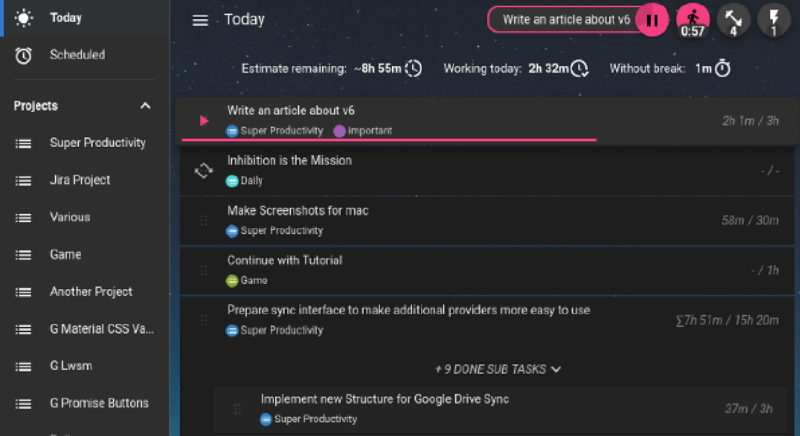 Today
Scheduled
Projects
Super Productivity
Jira Project
Various
Game
Another Project
G Material CSS Va...
G Lwsm
G Promise Buttons
Today
Write an article about v6
0:57
4
1
Estimate remaining: ~8h 55m
Working today: 2h 32m
Without break: 1m
Write an article about v6
Super Productivity Important
2h 1m / 3h
Inhibition is the Mission
Daily
- / -
Make Screenshots for mac
Super Productivity
58m / 30m
Continue with Tutorial
Game
- / 1h
Prepare sync interface to make additional providers more easy to use
Super Productivity
∑7h 51m / 15h 20m
+ 9 DONE SUB TASKS
Implement new Structure for Google Drive Sync
Super Productivity
37m / 3h